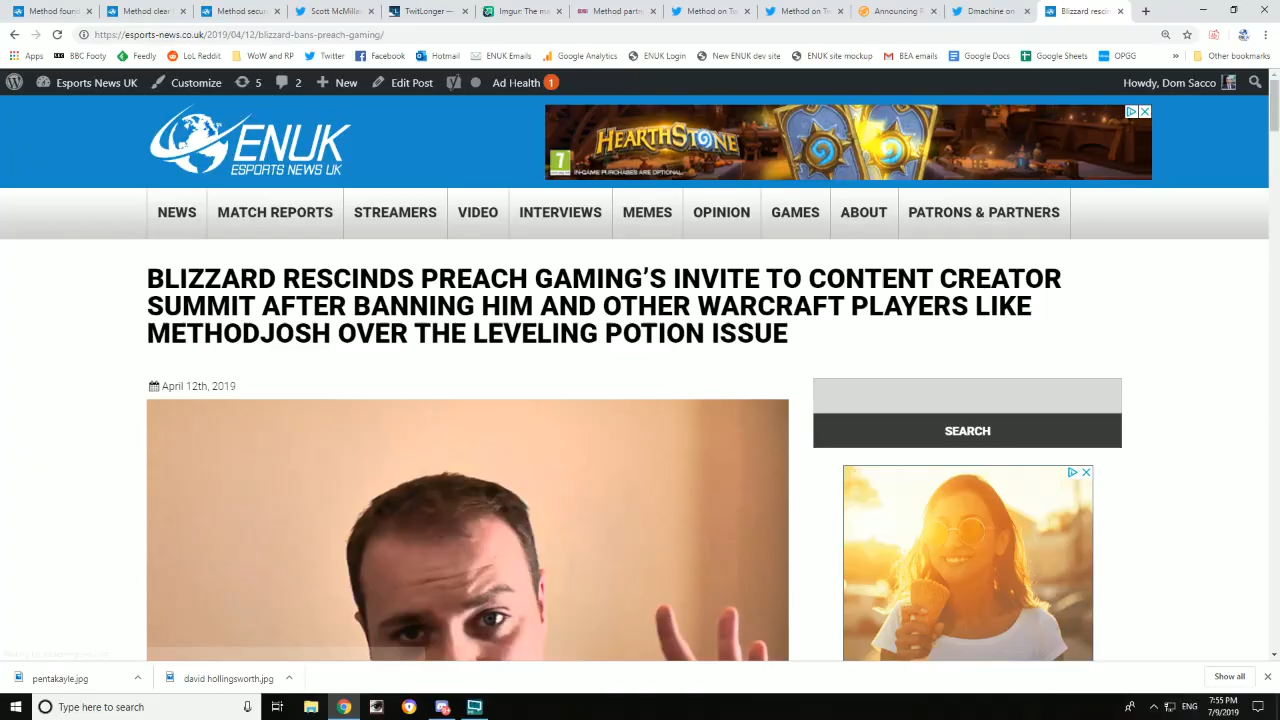 Method found
Method clear
Method secur
Scott McMilla
TwitLonger —
Imgur: The ma
Method partn
Method on Tw
Method on Tw
Announcing R
Dmachine on
Blizzard resci
https://esports-news.co.uk/2019/04/12/blizzard-bans-preach-gaming/
Apps
BBC Footy
Feedly
LoL Reddit
WoW and RP
Twitter
Facebook
Hotmail
ENUK Emails
Google Analytics
ENUK Login
New ENUK dev site
ENUK site mockup
BEA emails
Google Docs
Google Sheets
OPGG
»
Other bookmarks
Esports News UK
Customize
5
2
New
Edit Post
Ad Health 1
Howdy, Dom Sacco
ENUK
ESPORTS NEWS UK
HEARTHSTONE
7
IN-GAME PURCHASES ARE OPTIONAL.
NEWS
MATCH REPORTS
STREAMERS
VIDEO
INTERVIEWS
MEMES
OPINION
GAMES
ABOUT
PATRONS & PARTNERS
BLIZZARD RESCINDS PREACH GAMING’S INVITE TO CONTENT CREATOR
SUMMIT AFTER BANNING HIM AND OTHER WARCRAFT PLAYERS LIKE
METHODJOSH OVER THE LEVELING POTION ISSUE
April 12th, 2019
SEARCH
pentakayle.jpg
david hollingsworth.jpg
Show all
Type here to search
ENG
7:55 PM
7/9/2019